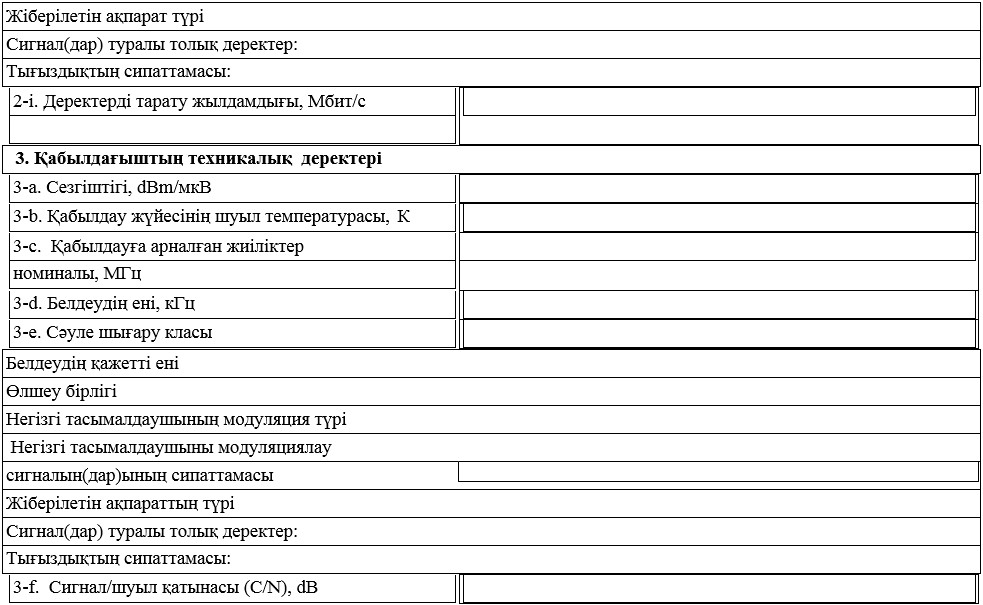 Жіберілетін ақпарат түрі
Сигнал(дар) туралы толық деректер:
Тығыздықтың сипаттамасы:
2-i. Деректерді тарату жылдамдығы, Мбит/с
3. Қабылдағыштың техникалық деректері
3-a. Сезгіштігі, dBm/мкВ
3-b. Қабылдау жүйесінің шуыл температурасы, К
3-c. Қабылдауға арналған жиіліктер
номиналы, МГц
3-d. Белдеудің ені, кГц
3-e. Сәуле шығару класы
Белдеудің қажетті ені
Өлшеу бірлігі
Негізгі тасымалдаушының модуляция түрі
Негізгі тасымалдаушыны модуляциялау
сигналын(дар)ының сипаттамасы
Жіберілетін ақпараттың түрі
Сигнал(дар) туралы толық деректер:
Тығыздықтың сипаттамасы:
3-f. Сигнал/шуыл қатынасы (C/N), dB